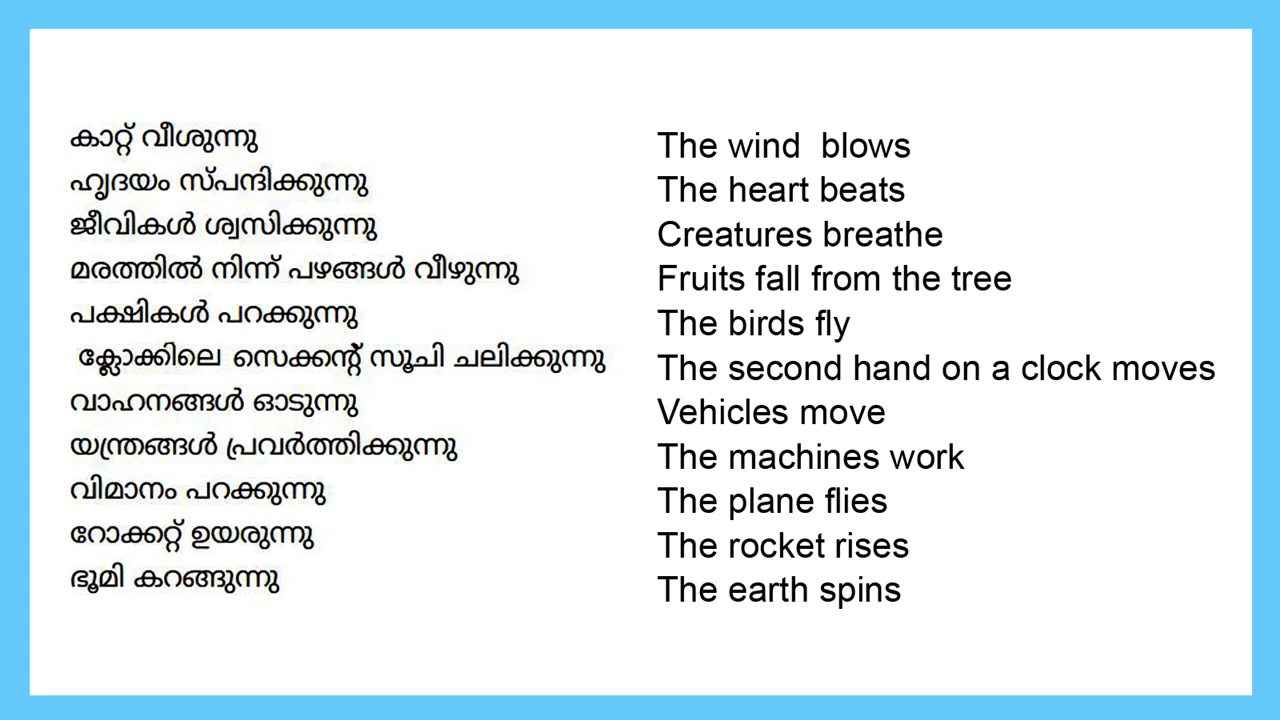 കാറ്റ് വീശുന്നു
ഹൃദയം സ്പന്ദിക്കുന്നു
ജീവികൾ ശ്വസിക്കുന്നു
മരത്തിൽ നിന്ന് പഴങ്ങൾ വീഴുന്നു
പക്ഷികൾ പറക്കുന്നു
ക്ലോക്കിലെ സെക്കന്റ് സൂചി ചലിക്കുന്നു
വാഹനങ്ങൾ ഓടുന്നു
യന്ത്രങ്ങൾ പ്രവർത്തിക്കുന്നു
വിമാനം പറക്കുന്നു
റോക്കറ്റ് ഉയരുന്നു
ഭൂമി കറങ്ങുന്നു
The wind  blows
The heart beats
Creatures breathe
Fruits fall from the tree
The birds fly
The second hand on a clock moves
Vehicles move
The machines work
The plane flies
The rocket rises
The earth spins